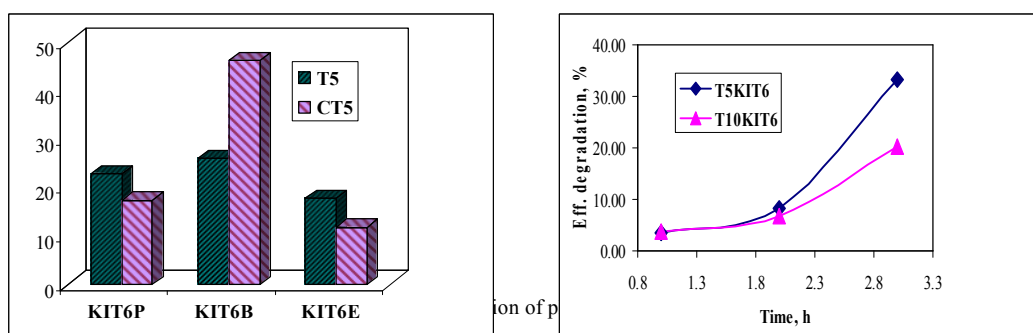 50
40
30
20
10
0
T5
CT5
KIT6P KIT6B KIT6E
ion of p
Eff. degradation, %
40.00
30.00
20.00
10.00
0.00
T5KIT6
T10KIT6
0.8 1.3 1.8 2.3 2.8 3.3
Time, h